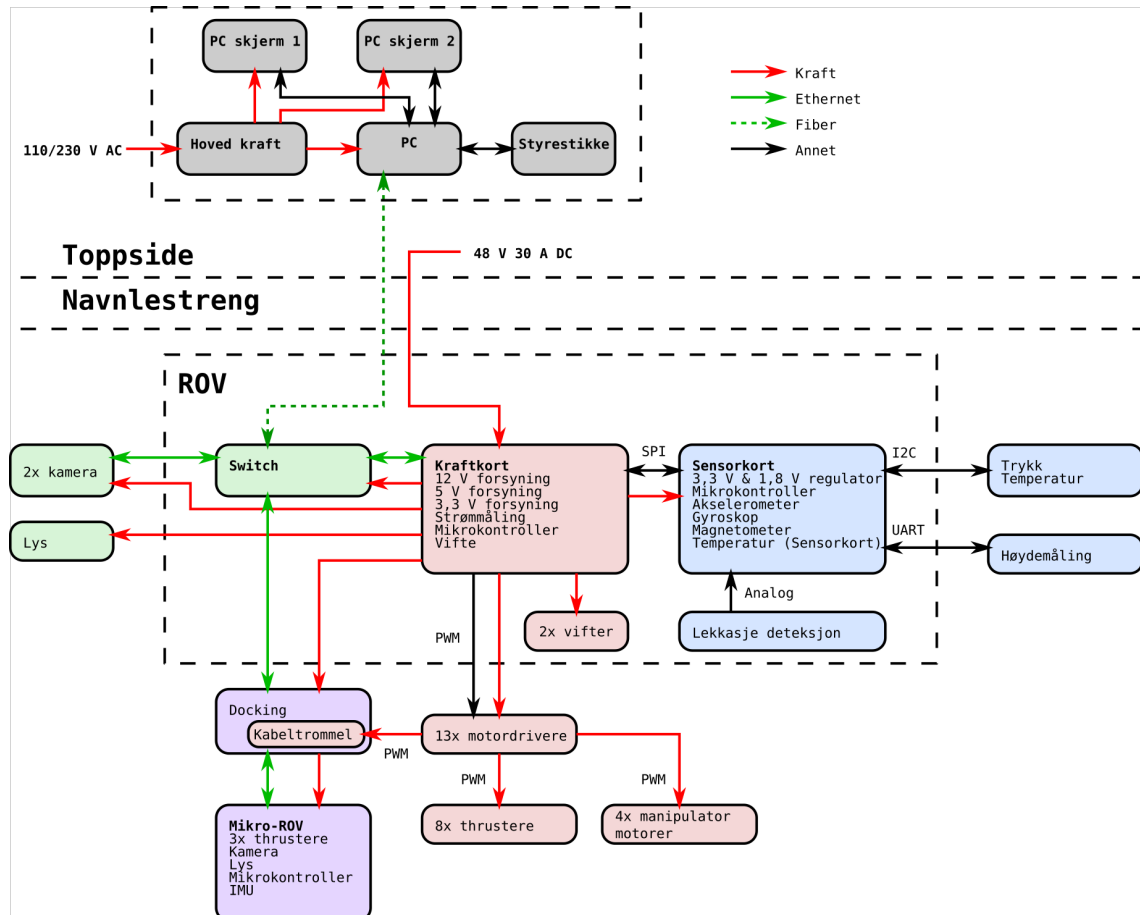 PC skjerm 1
PC skjerm 2
Kraft
Ethernet
Fiber
Annet
110/230 V AC
Hoved kraft
PC
Styrestikke
Toppside
48 V 30 A DC
Navnlestreng
ROV
2x kamera
Switch
Kraftkort
12 V forsyning
5 V forsyning
3,3 V forsyning
Strømmåling
Mikrokontroller
Vifte
SPI
Sensorkort
3,3 V & 1,8 V regulator
Mikrokontroller
Akselerometer
Gyroskop
Magnetometer
Temperatur (Sensorkort)
I2C
Trykk
Temperatur
UART
Høydemåling
Lys
Analog
Lekkasje deteksjon
2x vifter
PWM
Docking
Kabeltrommel
PWM
13x motordrivere
PWM
PWM
8x thrustere
4x manipulator
motorer
Mikro-ROV
3x thrustere
Kamera
Lys
Mikrokontroller
IMU